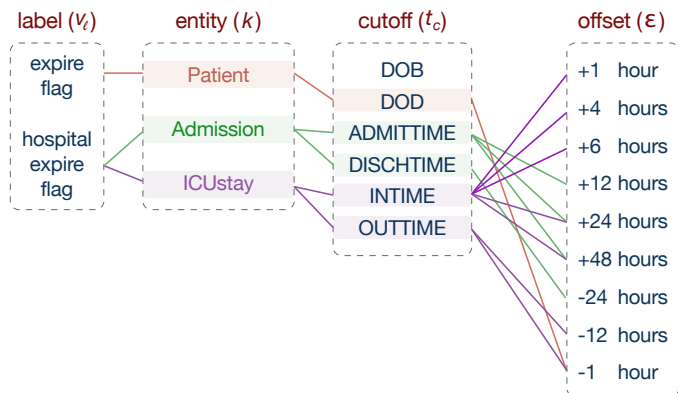 label (vℓ)
entity (k)
cutoff (tc)
offset (ε)
expire
flag
hospital
expire
flag
Patient
Admission
ICUstay
DOB
DOD
ADMITTIME
DISCHTIME
INTIME
OUTTIME
+1 hour
+4 hours
+6 hours
+12 hours
+24 hours
+48 hours
-24 hours
-12 hours
-1 hour